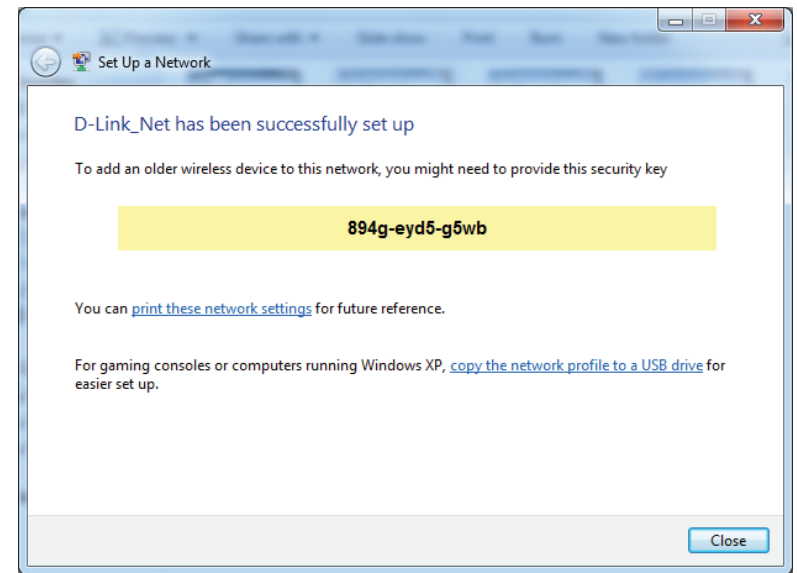 Set Up a Network
D-Link_Net has been successfully set up
To add an older wireless device to this network, you might need to provide this security key
894g-eyd5-g5wb
You can print these network settings for future reference.
For gaming consoles or computers running Windows XP, copy the network profile to a USB drive for
easier set up.
Close